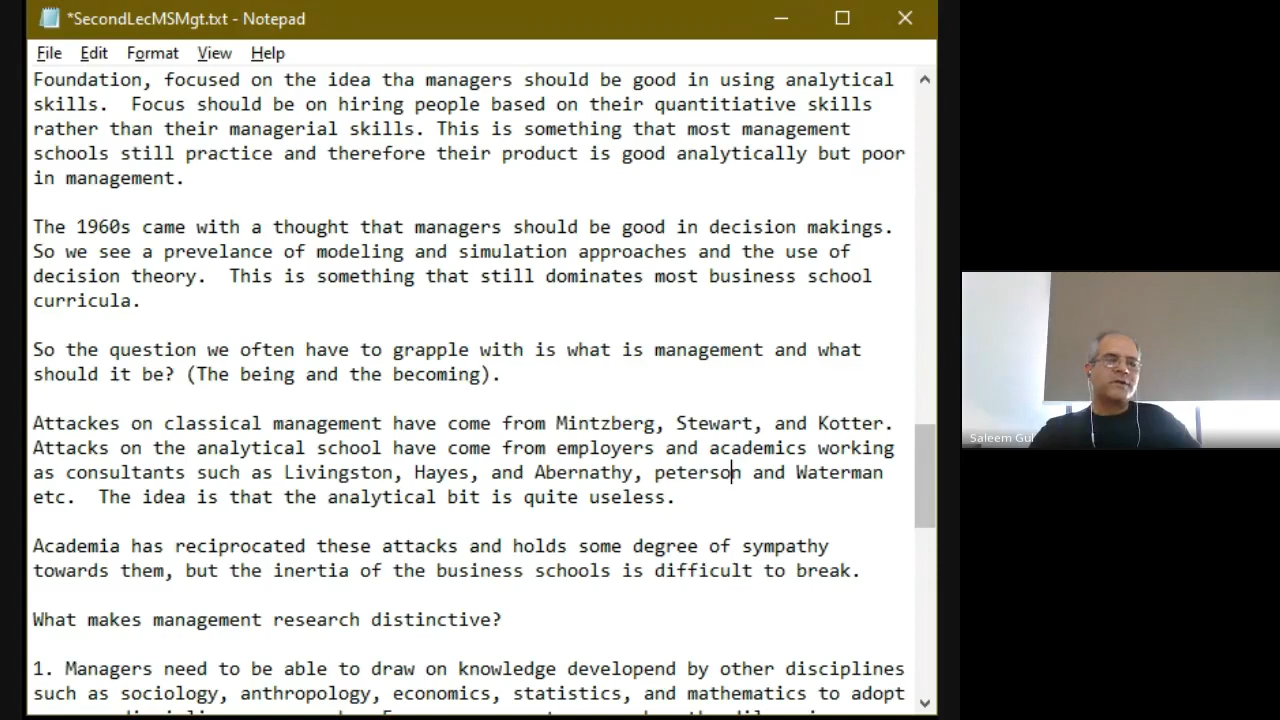 *SecondLecMSMgt.txt - Notepad
File Edit Format View Help
Foundation, focused on the idea tha managers should be good in using analytical
skills.  Focus should be on hiring people based on their quantitiative skills
rather than their managerial skills. This is something that most management
schools still practice and therefore their product is good analytically but poor
in management.
The 1960s came with a thought that managers should be good in decision makings.
So we see a prevelance of modeling and simulation approaches and the use of
decision theory.  This is something that still dominates most business school
curricula.
So the question we often have to grapple with is what is management and what
should it be? (The being and the becoming).
Attackes on classical management have come from Mintzberg, Stewart, and Kotter.
Attacks on the analytical school have come from employers and academics working
as consultants such as Livingston, Hayes, and Abernathy, peterson and Waterman
etc.  The idea is that the analytical bit is quite useless.
Academia has reciprocated these attacks and holds some degree of sympathy
towards them, but the inertia of the business schools is difficult to break.
What makes management research distinctive?
1. Managers need to be able to draw on knowledge developend by other disciplines
such as sociology, anthropology, economics, statistics, and mathematics to adopt
Saleem Gul